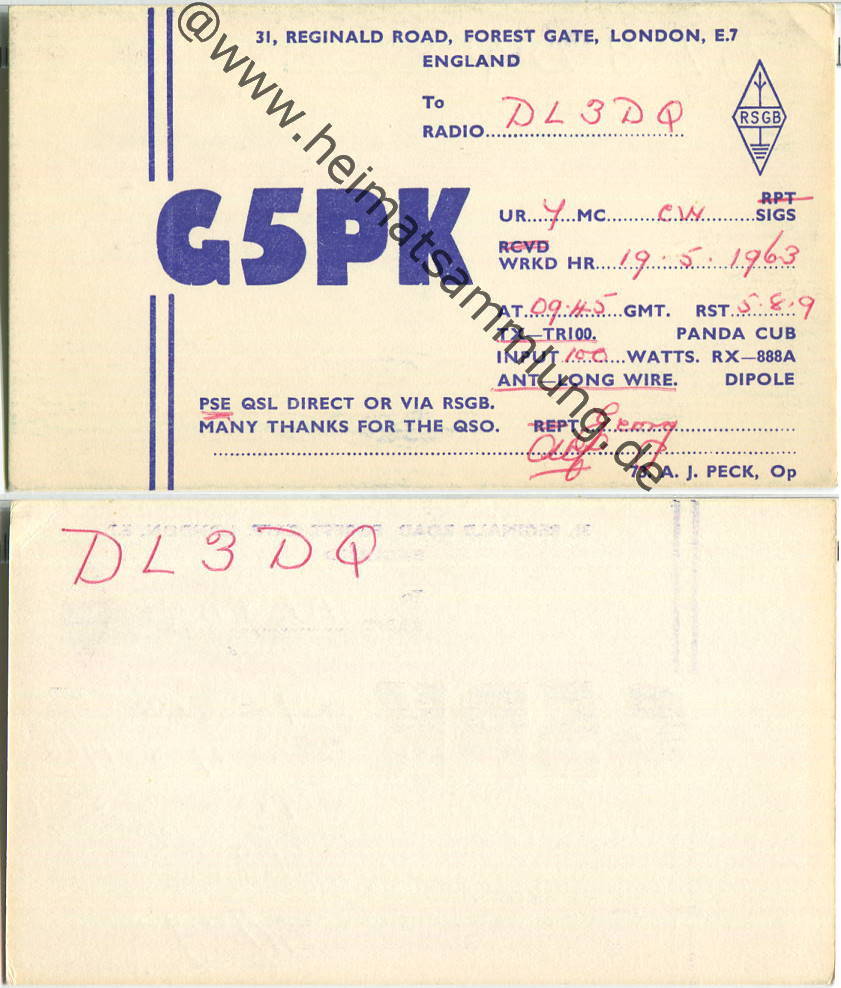 31, REGINALD ROAD, FOREST GATE, LONDON, E.7
ENGLAND
To
RADIO DL3DQ
RSGB
G5PK
RPT
UR 7 MC CW SIGS
RCVD
WRKD HR 19.5.1963
AT 09.45 GMT. RST 5.8.9
TX—TR100. PANDA CUB
INPUT 100 WATTS. RX—888A
ANT—LONG WIRE. DIPOLE
PSE QSL DIRECT OR VIA RSGB.
MANY THANKS FOR THE QSO. REPT
73, A. J. PECK, Op
@www.heimatsammlung.de
DL3DQ